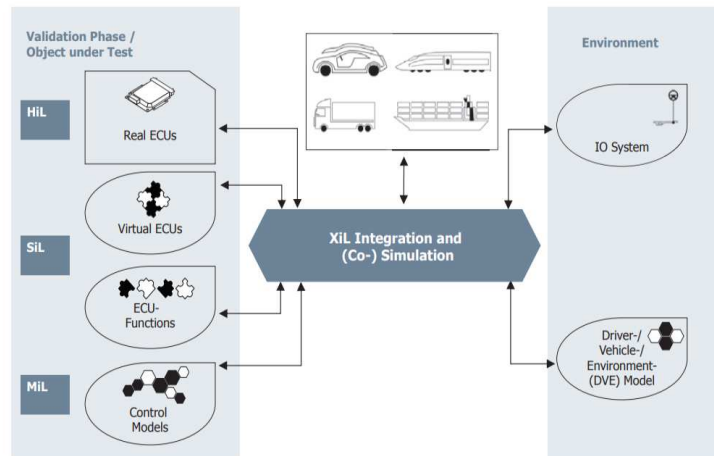 Validation Phase /
Object under Test
HiL
Real ECUs
Virtual ECUs
SiL
ECU-
Functions
MiL
Control
Models
XiL Integration and
(Co-) Simulation
Environment
IO System
Driver-/
Vehicle-/
Environment-
(DVE) Model